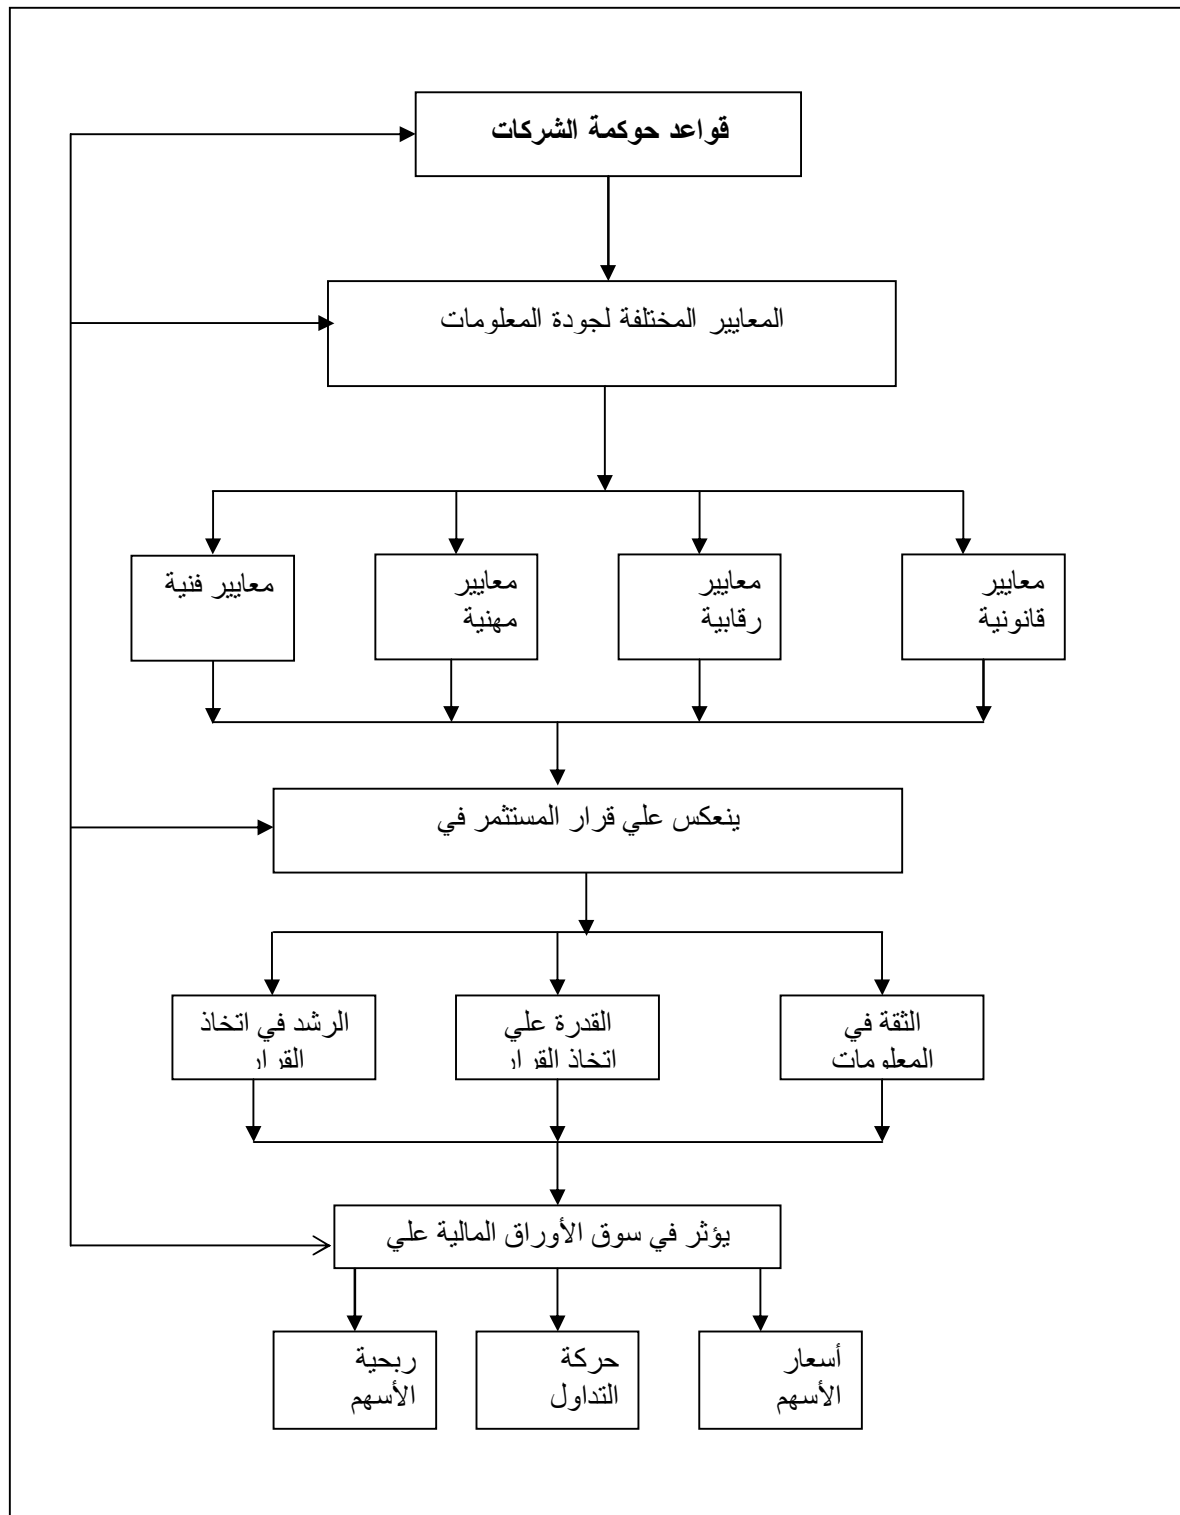 قواعد حوكمة الشركات
المعايير المختلفة لجودة المعلومات
معايير
قانونية
معايير
رقابية
معايير
مهنية
معايير فنية
ينعكس علي قرار المستثمر في
الثقة في
المعلومات
القدرة علي
اتخاذ القرار
الرشد في اتخاذ
القرار
يؤثر في سوق الأوراق المالية علي
أسعار
الأسهم
حركة
التداول
ربحية
الأسهم